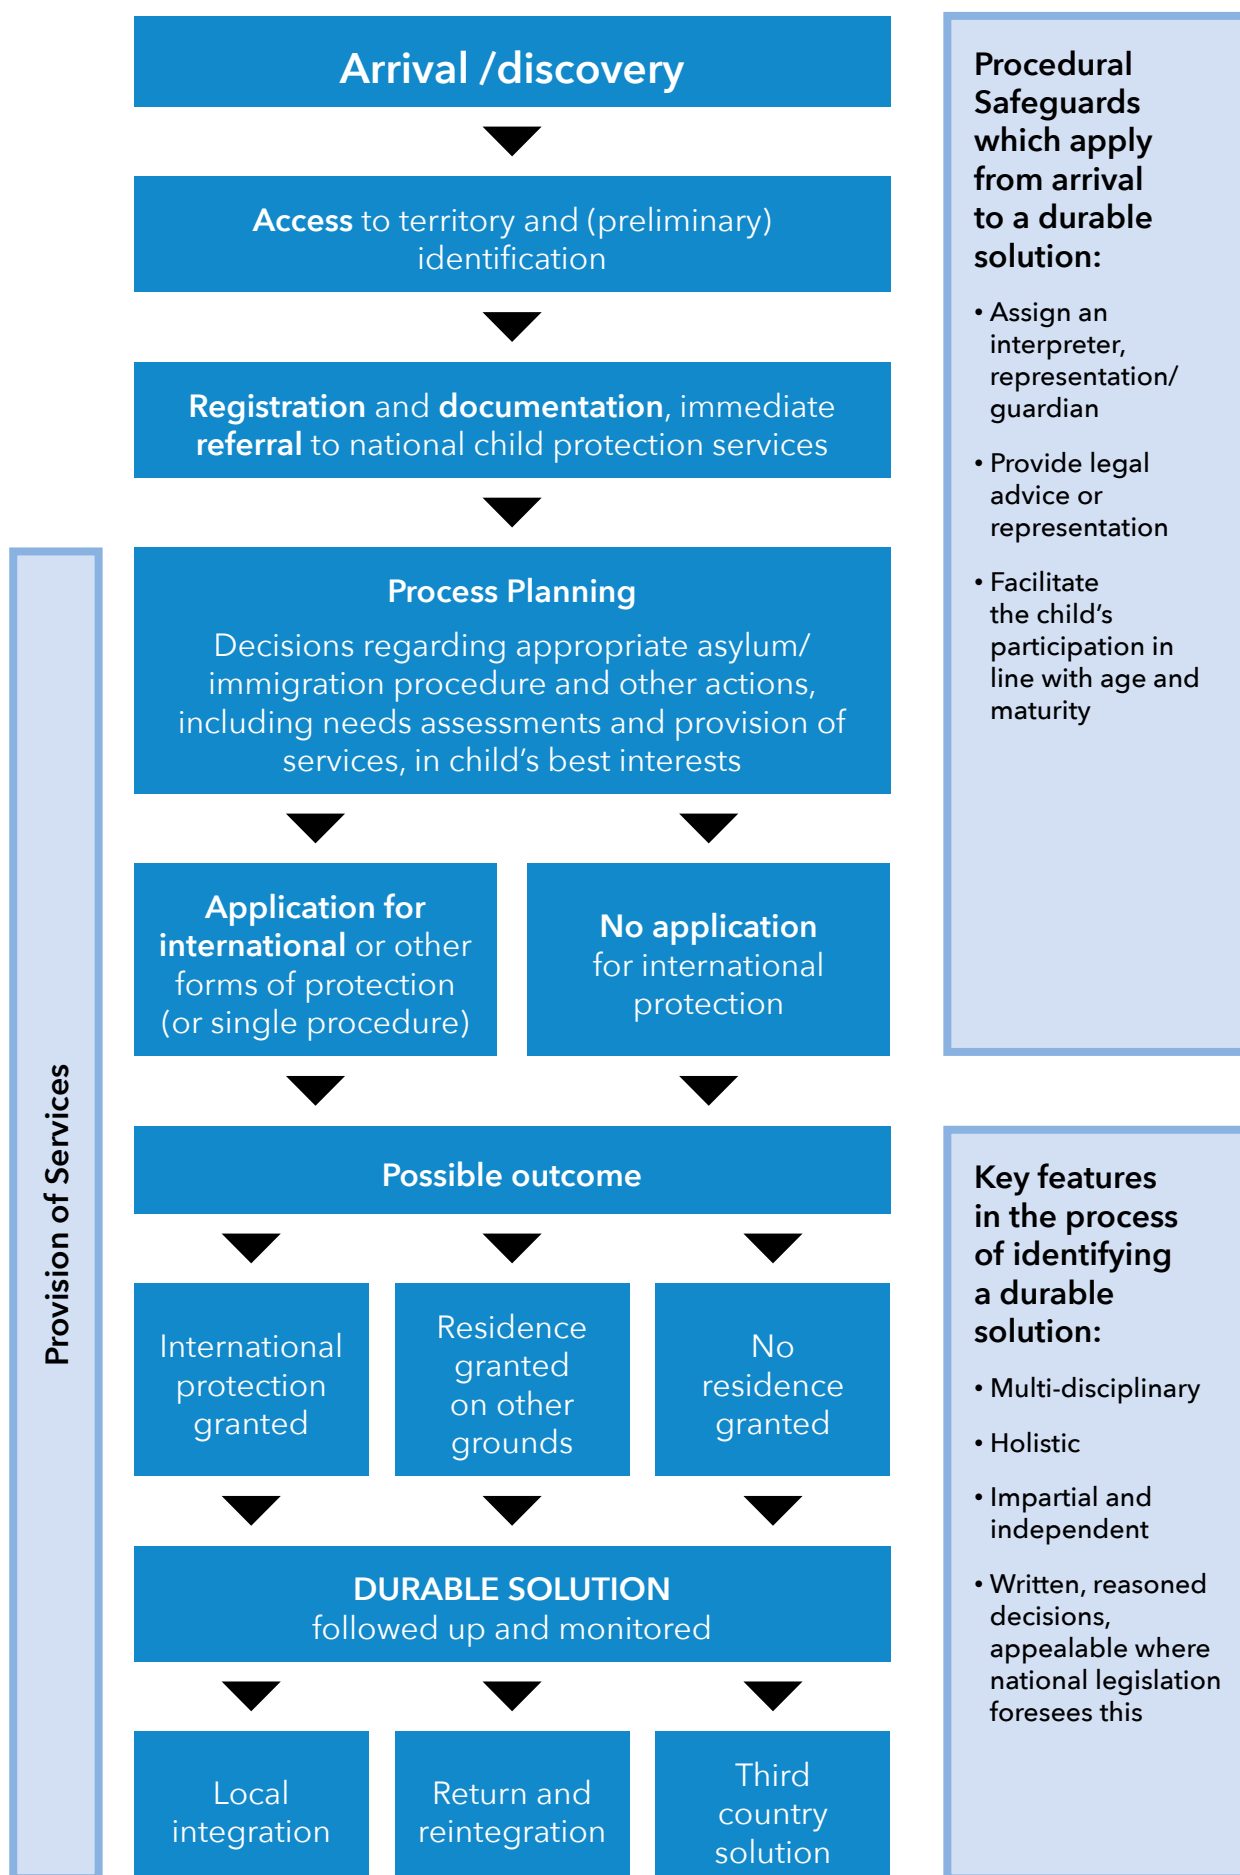 Arrival /discovery
Access to territory and (preliminary)
identification
Registration and documentation, immediate
referral to national child protection services
Process Planning
Decisions regarding appropriate asylum/
immigration procedure and other actions,
including needs assessments and provision of
services, in child’s best interests
Application for
international or other
forms of protection
(or single procedure)
No application
for international
protection
Possible outcome
International
protection
granted
Residence
granted
on other
grounds
No
residence
granted
DURABLE SOLUTION
followed up and monitored
Local
integration
Return and
reintegration
Third
country
solution
Provision of Services
Procedural
Safeguards
which apply
from arrival
to a durable
solution:
• Assign an
interpreter,
representation/
guardian
• Provide legal
advice or
representation
• Facilitate
the child’s
participation in
line with age and
maturity
Key features
in the process
of identifying
a durable
solution:
• Multi-disciplinary
• Holistic
• Impartial and
independent
• Written, reasoned
decisions,
appealable where
national legislation
foresees this